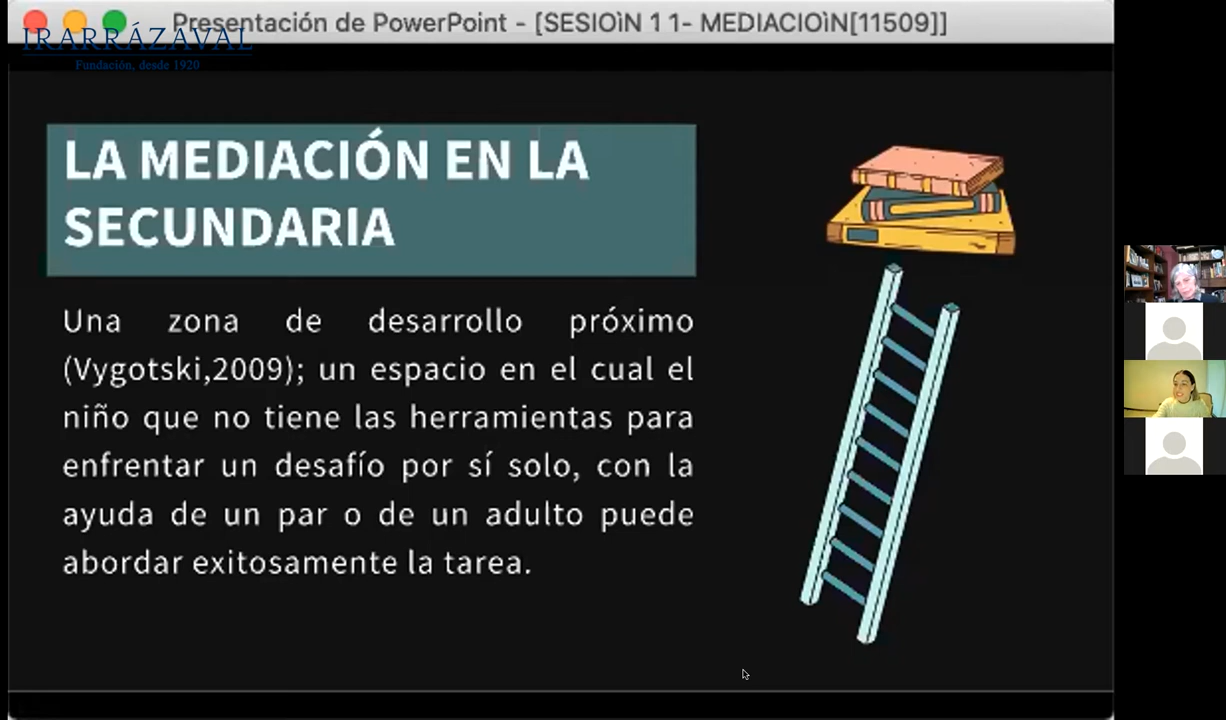 Presentación de PowerPoint - [SESIOìN 1 1- MEDIACIOìN[11509]]
IRARRÁZAVAL
Fundación, desde 1920
LA MEDIACIÓN EN LA
SECUNDARIA
Una zona de desarrollo próximo
(Vygotski,2009); un espacio en el cual el
niño que no tiene las herramientas para
enfrentar un desafío por sí solo, con la
ayuda de un par o de un adulto puede
abordar exitosamente la tarea.